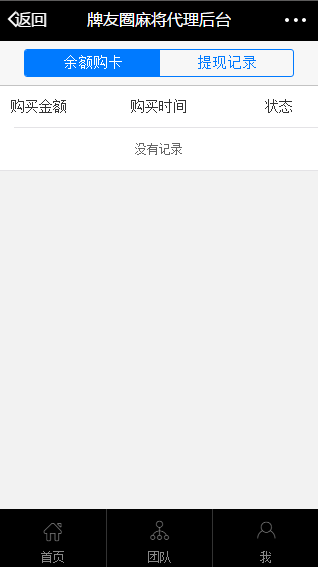 返回 牌友圈麻将代理后台
余额购卡 提现记录
购买金额 购买时间 状态
没有记录
首页 团队 我